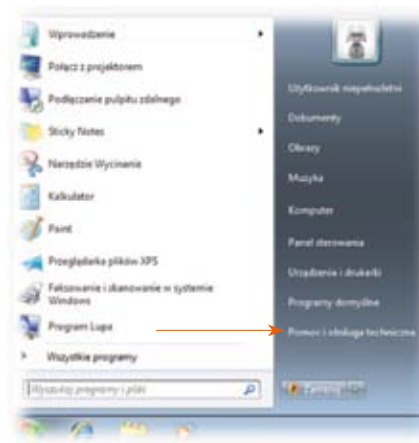 Wprowadzenie
Połącz z projektorem
Podłączanie pulpitu zdalnego
Sticky Notes
Narzędzie Wycinanie
Kalkulator
Paint
Przeglądarka plików XPS
Faksowanie i skanowanie w systemie
Windows
Program Lupa
Wszystkie programy
Wyszukaj programy i pliki
Użytkownik niepełnoletni
Dokumenty
Obrazy
Muzyka
Komputer
Panel sterowania
Urządzenia i drukarki
Programy domyślne
Pomoc i obsługa techniczna